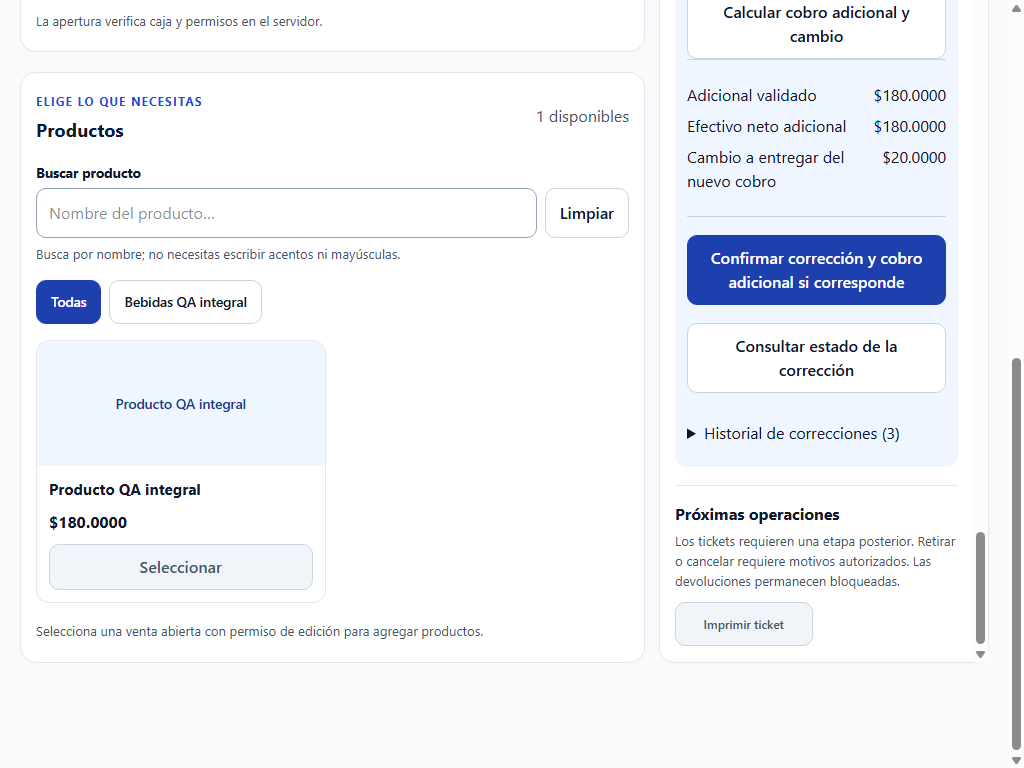 La apertura verifica caja y permisos en el servidor.
ELIGE LO QUE NECESITAS
Productos
1 disponibles
Buscar producto
Nombre del producto...
Limpiar
Busca por nombre; no necesitas escribir acentos ni mayúsculas.
Todas
Bebidas QA integral
Producto QA integral
Producto QA integral
$180.0000
Seleccionar
Selecciona una venta abierta con permiso de edición para agregar productos.
Calcular cobro adicional y
cambio
Adicional validado $180.0000
Efectivo neto adicional $180.0000
Cambio a entregar del $20.0000
nuevo cobro
Confirmar corrección y cobro
adicional si corresponde
Consultar estado de la
corrección
Historial de correcciones (3)
Próximas operaciones
Los tickets requieren una etapa posterior. Retirar
o cancelar requiere motivos autorizados. Las
devoluciones permanecen bloqueadas.
Imprimir ticket